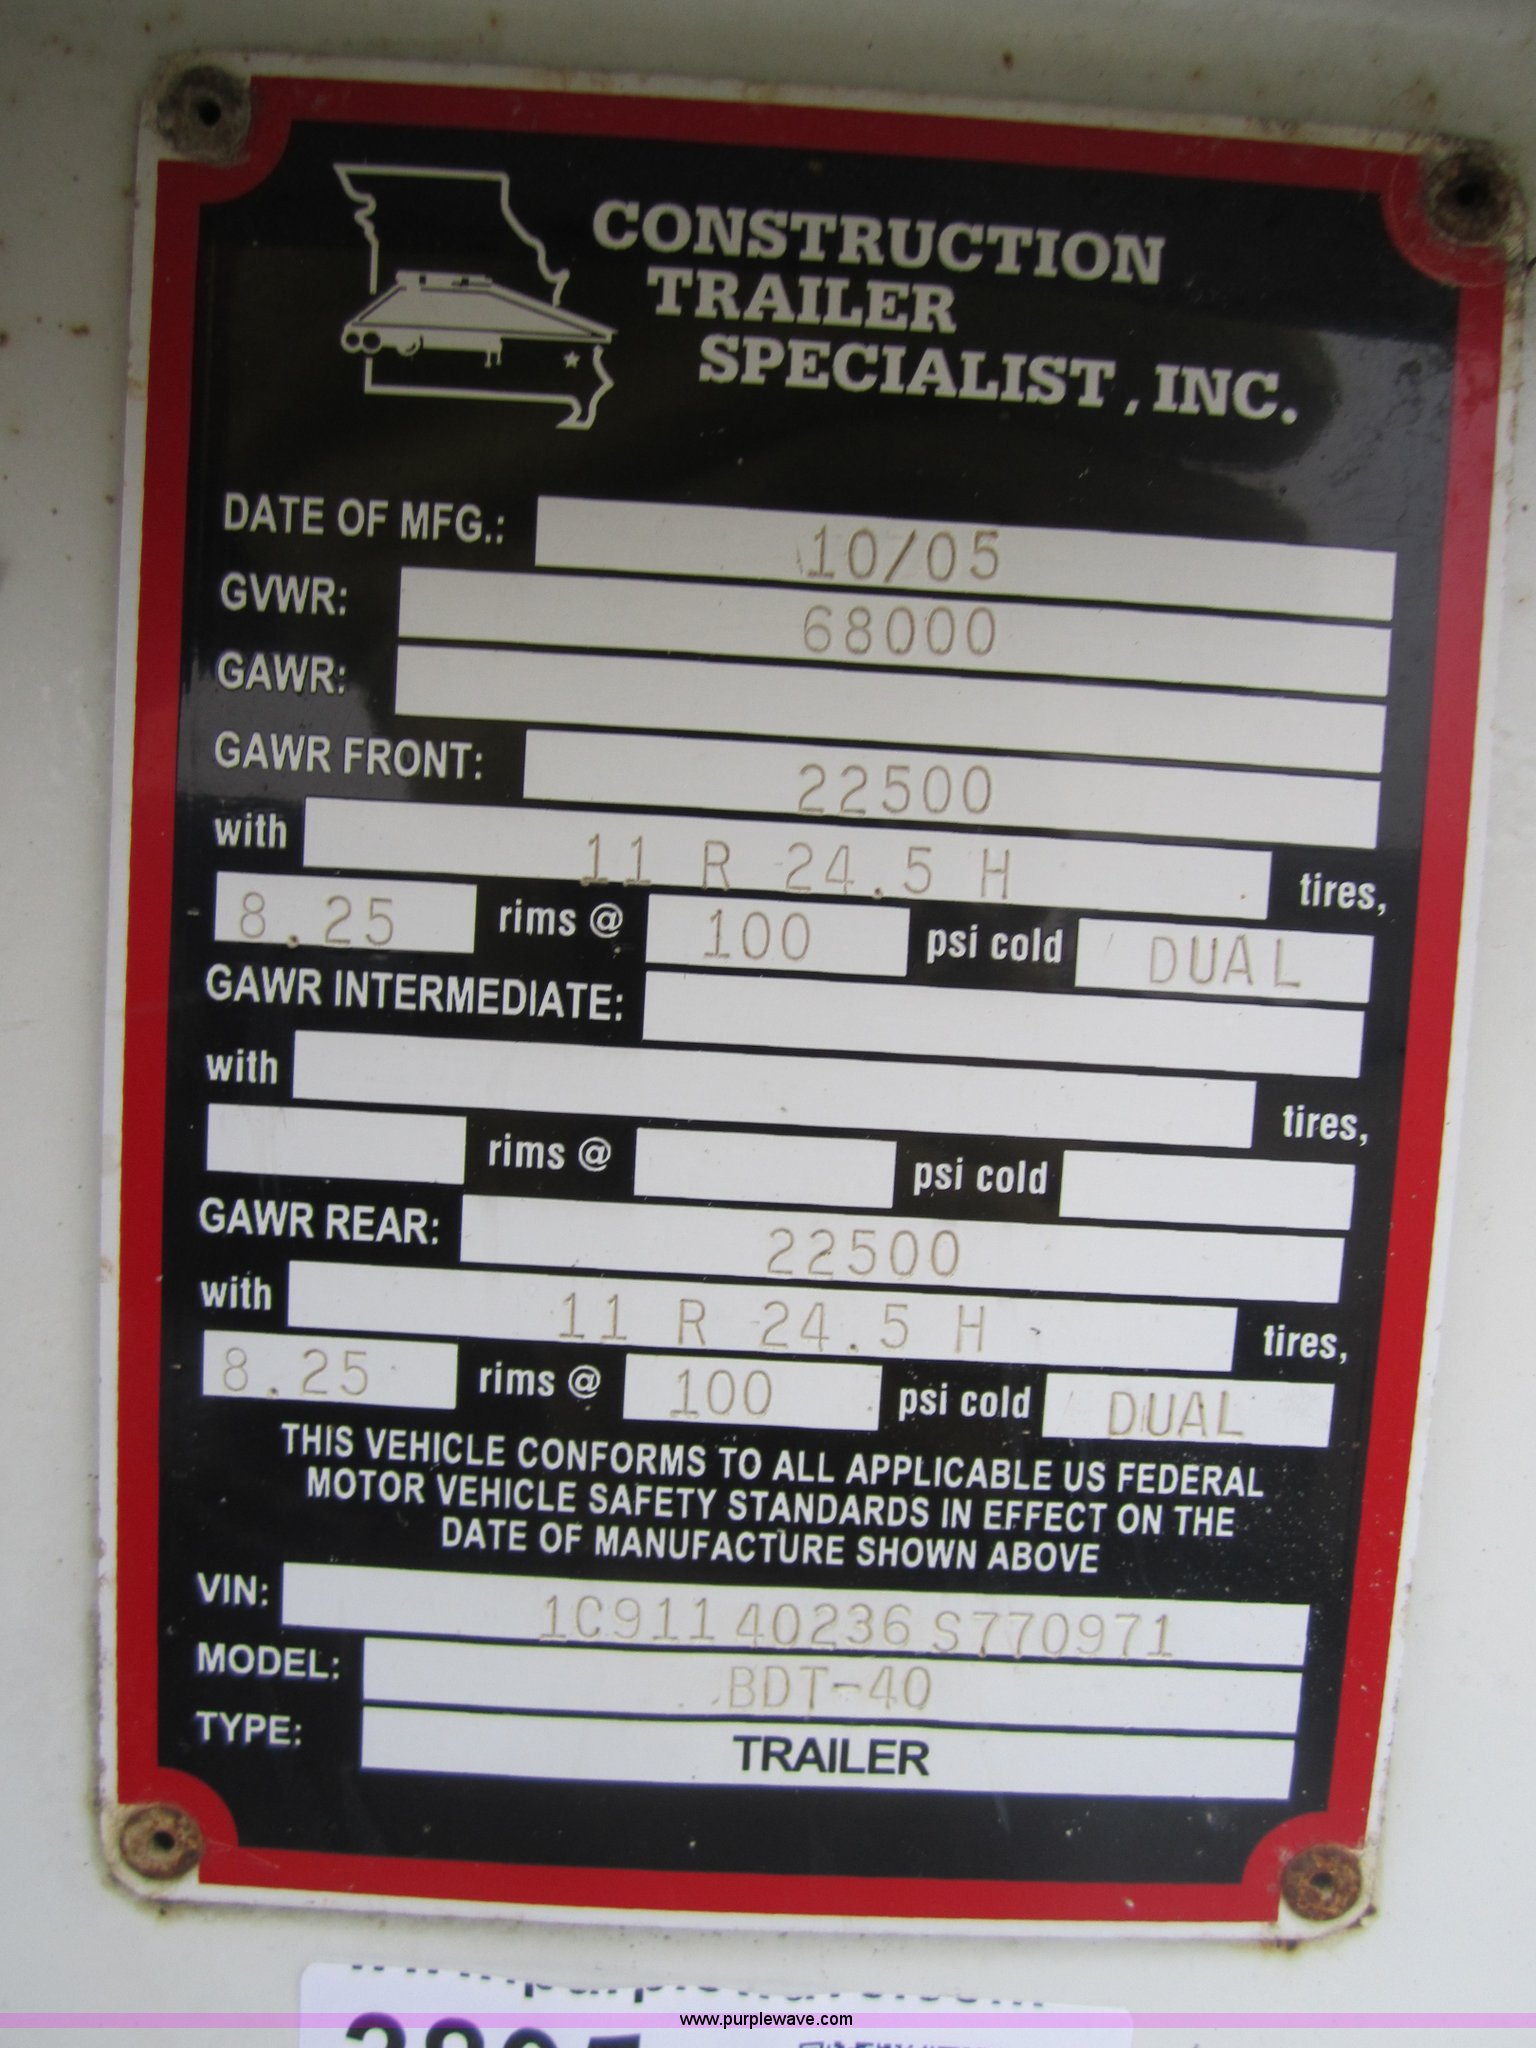 CONSTRUCTION
TRAILER
SPECIALIST, INC.
DATE OF MFG.: 10/05
GVWR: 68000
GAWR:
GAWR FRONT: 22500
with 11 R 24.5 H tires,
8.25 rims @ 100 psi cold DUAL
GAWR INTERMEDIATE:
with tires,
rims @ psi cold
GAWR REAR: 22500
with 11 R 24.5 H tires,
8.25 rims @ 100 psi cold DUAL
THIS VEHICLE CONFORMS TO ALL APPLICABLE US FEDERAL
MOTOR VEHICLE SAFETY STANDARDS IN EFFECT ON THE
DATE OF MANUFACTURE SHOWN ABOVE
VIN: 1C91140236S770971
MODEL: BDT-40
TYPE: TRAILER
www.purplewave.com